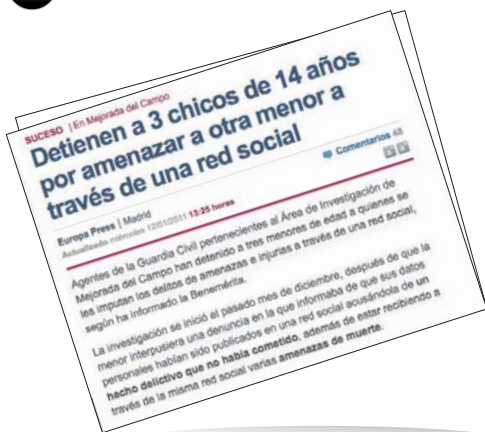 SUCESO | En Mejorada del Campo
Detienen a 3 chicos de 14 años
por amenazar a otra menor a
través de una red social
Comentarios 48
Europa Press | Madrid
Actualizado miércoles 12/01/2011 13:25 horas
Agentes de la Guardia Civil pertenecientes al Área de Investigación de
Mejorada del Campo han detenido a tres menores de edad a quienes se
les imputan los delitos de amenazas e injurias a través de una red social,
según ha informado la Benemérita.
La investigación se inició el pasado mes de diciembre, después de que la
menor interpusiera una denuncia en la que informaba de que sus datos
personales habían sido publicados en una red social acusándola de un
hecho delictivo que no había cometido, además de estar recibiendo a
través de la misma red social varias amenazas de muerte.